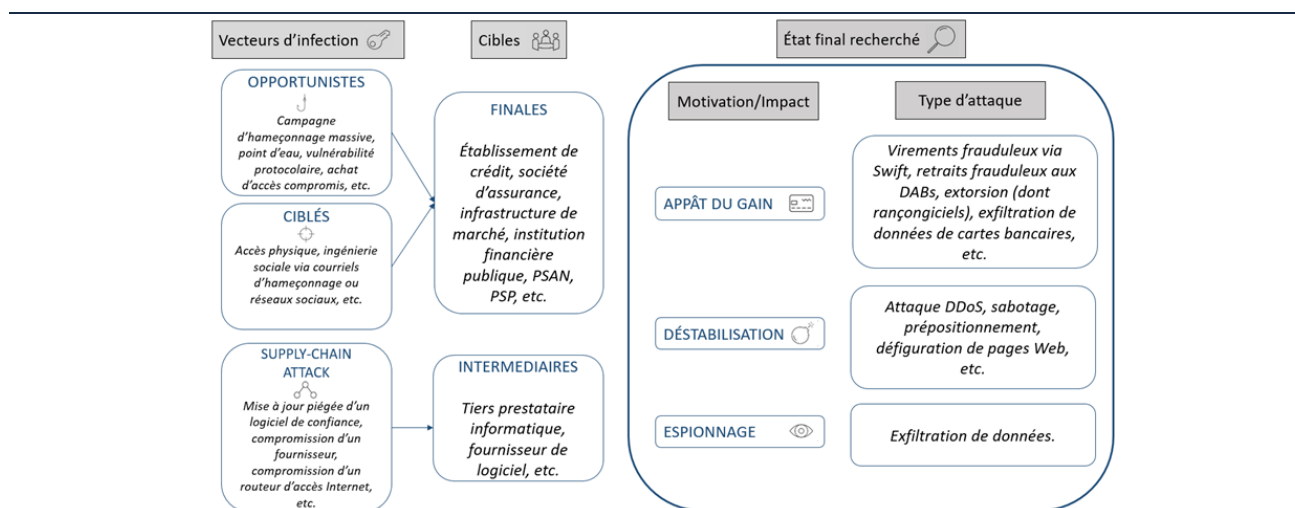 Vecteurs d'infection
Cibles
État final recherché
OPPORTUNISTES
Campagne
d'hameçonnage massive,
point d'eau, vulnérabilité
protocolaire, achat
d'accès compromis, etc.
CIBLÉS
Accès physique, ingénierie
sociale via courriels
d'hameçonnage ou
réseaux sociaux, etc.
SUPPLY-CHAIN
ATTACK
Mise à jour piégée d'un
logiciel de confiance,
compromission d'un
fournisseur,
compromission d'un
routeur d'accès Internet,
etc.
FINALES
Établissement de
crédit, société
d'assurance,
infrastructure de
marché, institution
financière
publique, PSAN,
PSP, etc.
INTERMEDIAIRES
Tiers prestataire
informatique,
fournisseur de
logiciel, etc.
Motivation/Impact
Type d'attaque
APPÂT DU GAIN
Virements frauduleux via
Swift, retraits frauduleux aux
DABs, extorsion (dont
rançongiciels), exfiltration de
données de cartes bancaires,
etc.
DÉSTABILISATION
Attaque DDoS, sabotage,
prépositionnement,
défiguration de pages Web,
etc.
ESPIONNAGE
Exfiltration de données.